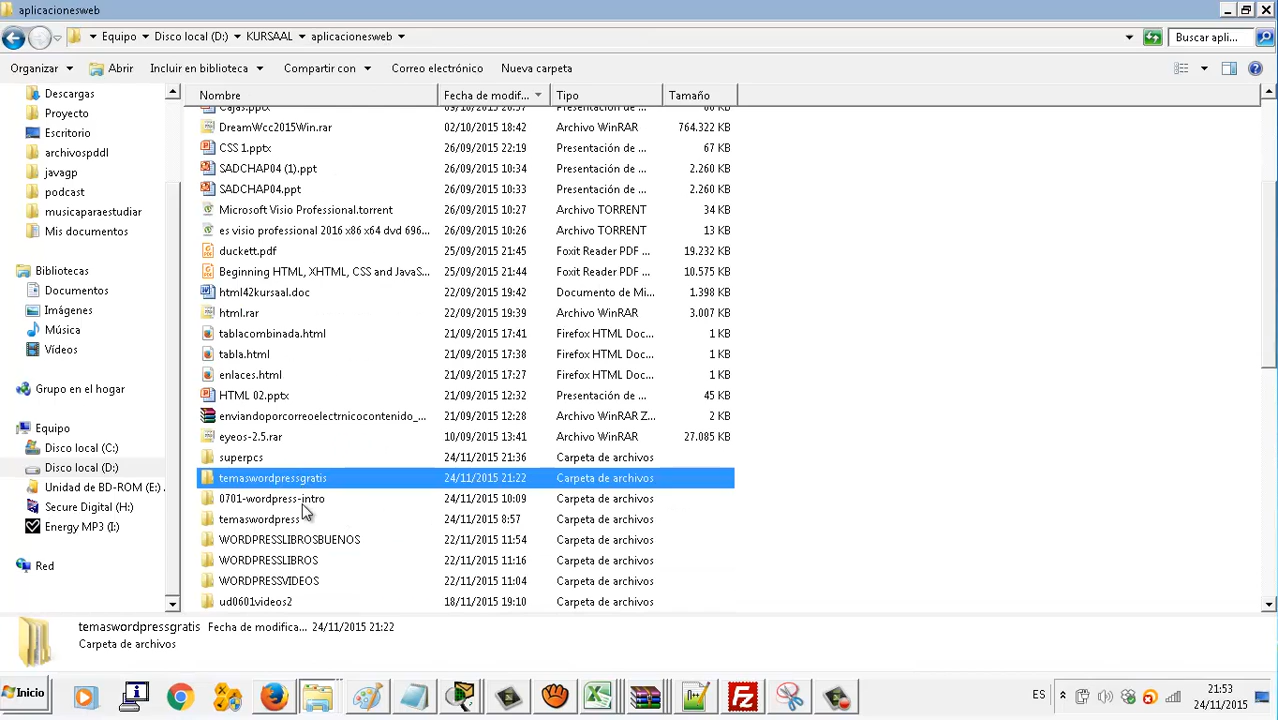 aplicacionesweb
Equipo Disco local (D:) KURSAAL aplicacionesweb
Buscar apli...
Organizar Abrir Incluir en biblioteca Compartir con Correo electrónico Nueva carpeta
Nombre Fecha de modif... Tipo Tamaño
Descargas
Proyecto
Escritorio
archivospddl
javagp
podcast
musicaparaestudiar
Mis documentos
Bibliotecas
Documentos
Imágenes
Música
Vídeos
Grupo en el hogar
Equipo
Disco local (C:)
Disco local (D:)
Unidad de BD-ROM (E:)
Secure Digital (H:)
Energy MP3 (I:)
Red
Cajas.pptx 09/10/2015 20:37 Presentación de ... 60 KB
DreamWcc2015Win.rar 02/10/2015 18:42 Archivo WinRAR 764.322 KB
CSS 1.pptx 26/09/2015 22:19 Presentación de ... 67 KB
SADCHAP04 (1).ppt 26/09/2015 10:34 Presentación de ... 2.260 KB
SADCHAP04.ppt 26/09/2015 10:33 Presentación de ... 2.260 KB
Microsoft Visio Professional.torrent 26/09/2015 10:27 Archivo TORRENT 34 KB
es visio professional 2016 x86 x64 dvd 696... 26/09/2015 10:25 Archivo TORRENT 13 KB
duckett.pdf 25/09/2015 21:45 Foxit Reader PDF ... 19.232 KB
Beginning HTML, XHTML, CSS and JavaS... 25/09/2015 21:44 Foxit Reader PDF ... 10.575 KB
html42kursaal.doc 22/09/2015 19:42 Documento de Mi... 1.398 KB
html.rar 22/09/2015 19:39 Archivo WinRAR 3.007 KB
tablacombinada.html 21/09/2015 17:41 Firefox HTML Doc... 1 KB
tabla.html 21/09/2015 17:38 Firefox HTML Doc... 1 KB
enlaces.html 21/09/2015 17:27 Firefox HTML Doc... 1 KB
HTML 02.pptx 21/09/2015 12:32 Presentación de ... 45 KB
enviandoporcorreoelectrnicocontenido_... 21/09/2015 12:28 Archivo WinRAR Z... 2 KB
eyeos-2.5.rar 10/09/2015 13:41 Archivo WinRAR 27.085 KB
superpcs 24/11/2015 21:36 Carpeta de archivos
temaswordpressgratis 24/11/2015 21:22 Carpeta de archivos
0701-wordpress-intro 24/11/2015 10:09 Carpeta de archivos
temaswordpress 24/11/2015 8:57 Carpeta de archivos
WORDPRESSLIBROSBUENOS 22/11/2015 11:54 Carpeta de archivos
WORDPRESSLIBROS 22/11/2015 11:16 Carpeta de archivos
WORDPRESSVIDEOS 22/11/2015 11:04 Carpeta de archivos
ud0601videos2 18/11/2015 19:10 Carpeta de archivos
temaswordpressgratis Fecha de modifica... 24/11/2015 21:22
Carpeta de archivos
Inicio
ES
21:53
24/11/2015